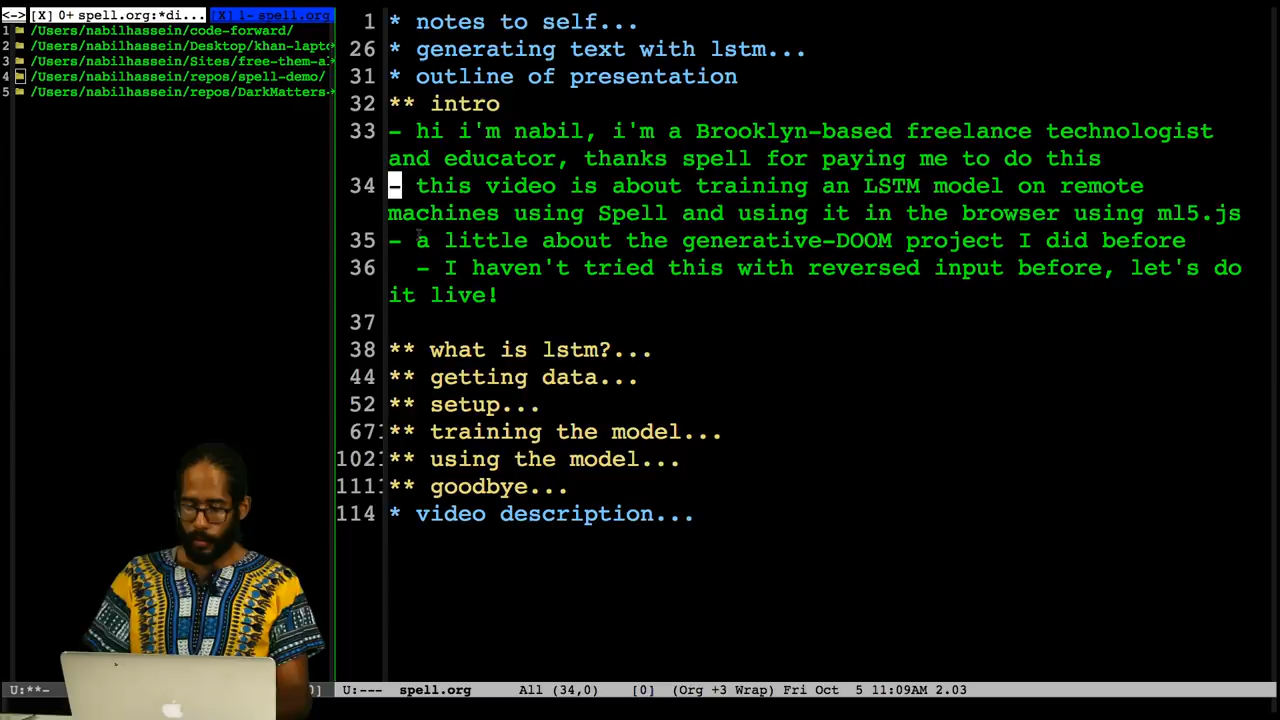 <-> [X] 0+ spell.org:*di... [X] 1- spell.org
1 /Users/nabilhassein/code-forward/
2 /Users/nabilhassein/Desktop/khan-lapt
3 /Users/nabilhassein/Sites/free-them-a
4 /Users/nabilhassein/repos/spell-demo/
5 /Users/nabilhassein/repos/DarkMatters
1 * notes to self...
26 * generating text with lstm...
31 * outline of presentation
32 ** intro
33 - hi i'm nabil, i'm a Brooklyn-based freelance technologist
and educator, thanks spell for paying me to do this
34 - this video is about training an LSTM model on remote
machines using Spell and using it in the browser using ml5.js
35 - a little about the generative-DOOM project I did before
36 - I haven't tried this with reversed input before, let's do
it live!
37
38 ** what is lstm?...
44 ** getting data...
52 ** setup...
67 ** training the model...
102 ** using the model...
111 ** goodbye...
114 * video description...
U:**- 0] U:--- spell.org All (34,0) [0] (Org +3 Wrap) Fri Oct 5 11:09AM 2.03